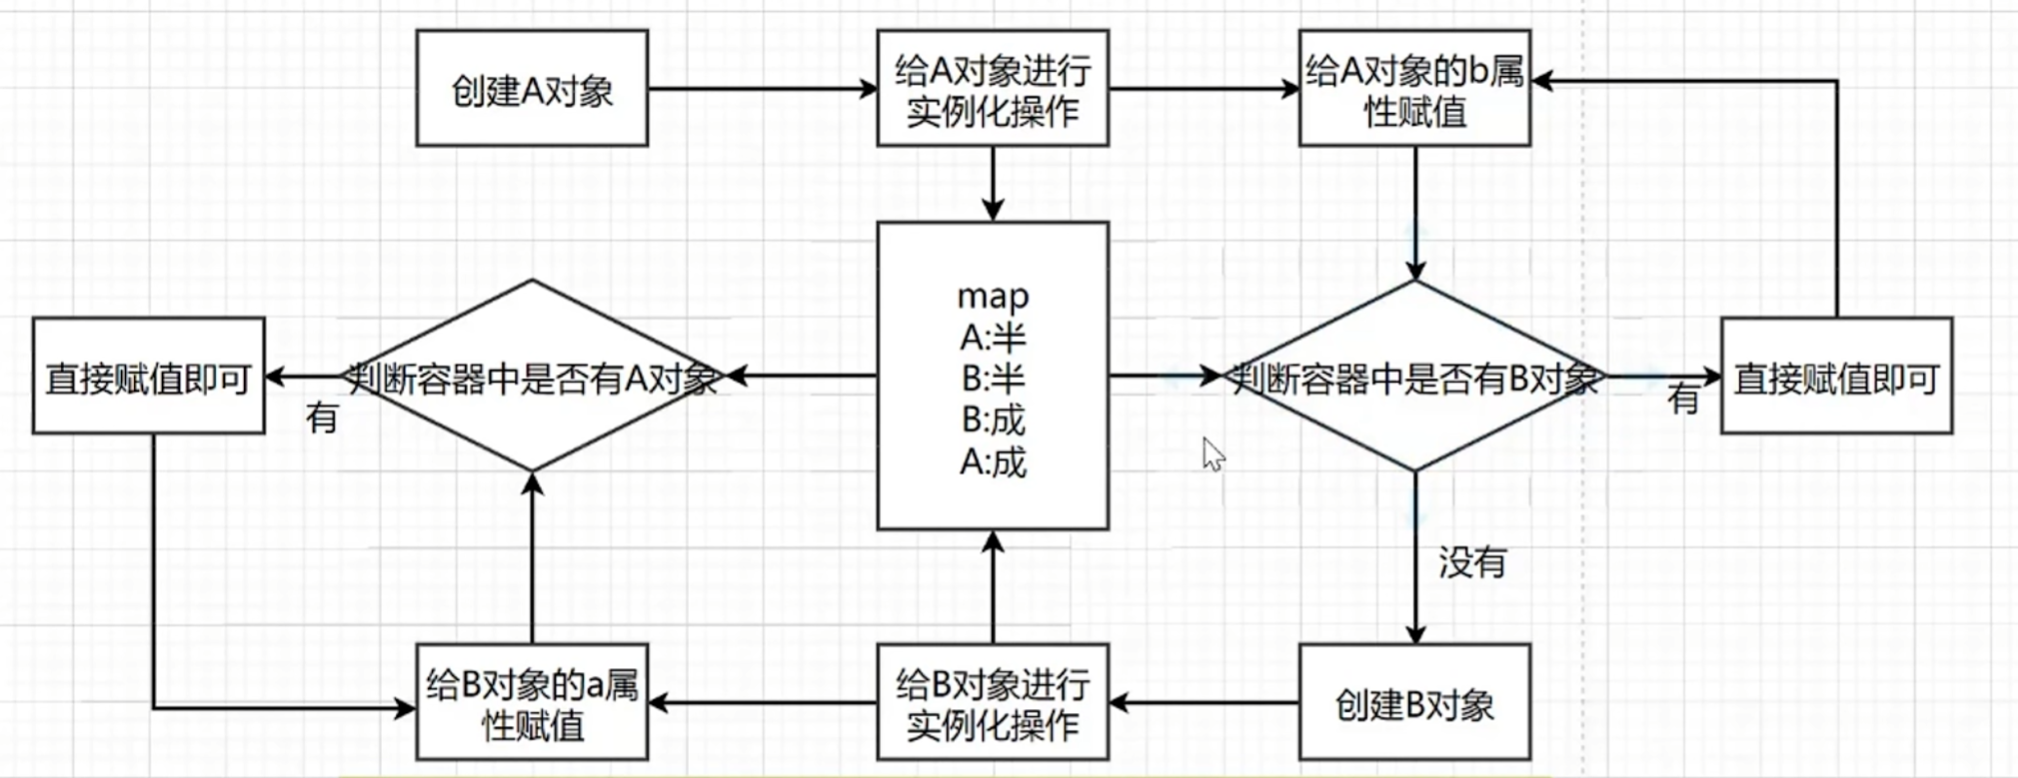 创建A对象
给A对象进行
实例化操作
给A对象的b属
性赋值
map
A:半
B:半
B:成
A:成
直接赋值即可
有
判断容器中是否有A对象
判断容器中是否有B对象
有
直接赋值即可
没有
给B对象的a属
性赋值
给B对象进行
实例化操作
创建B对象